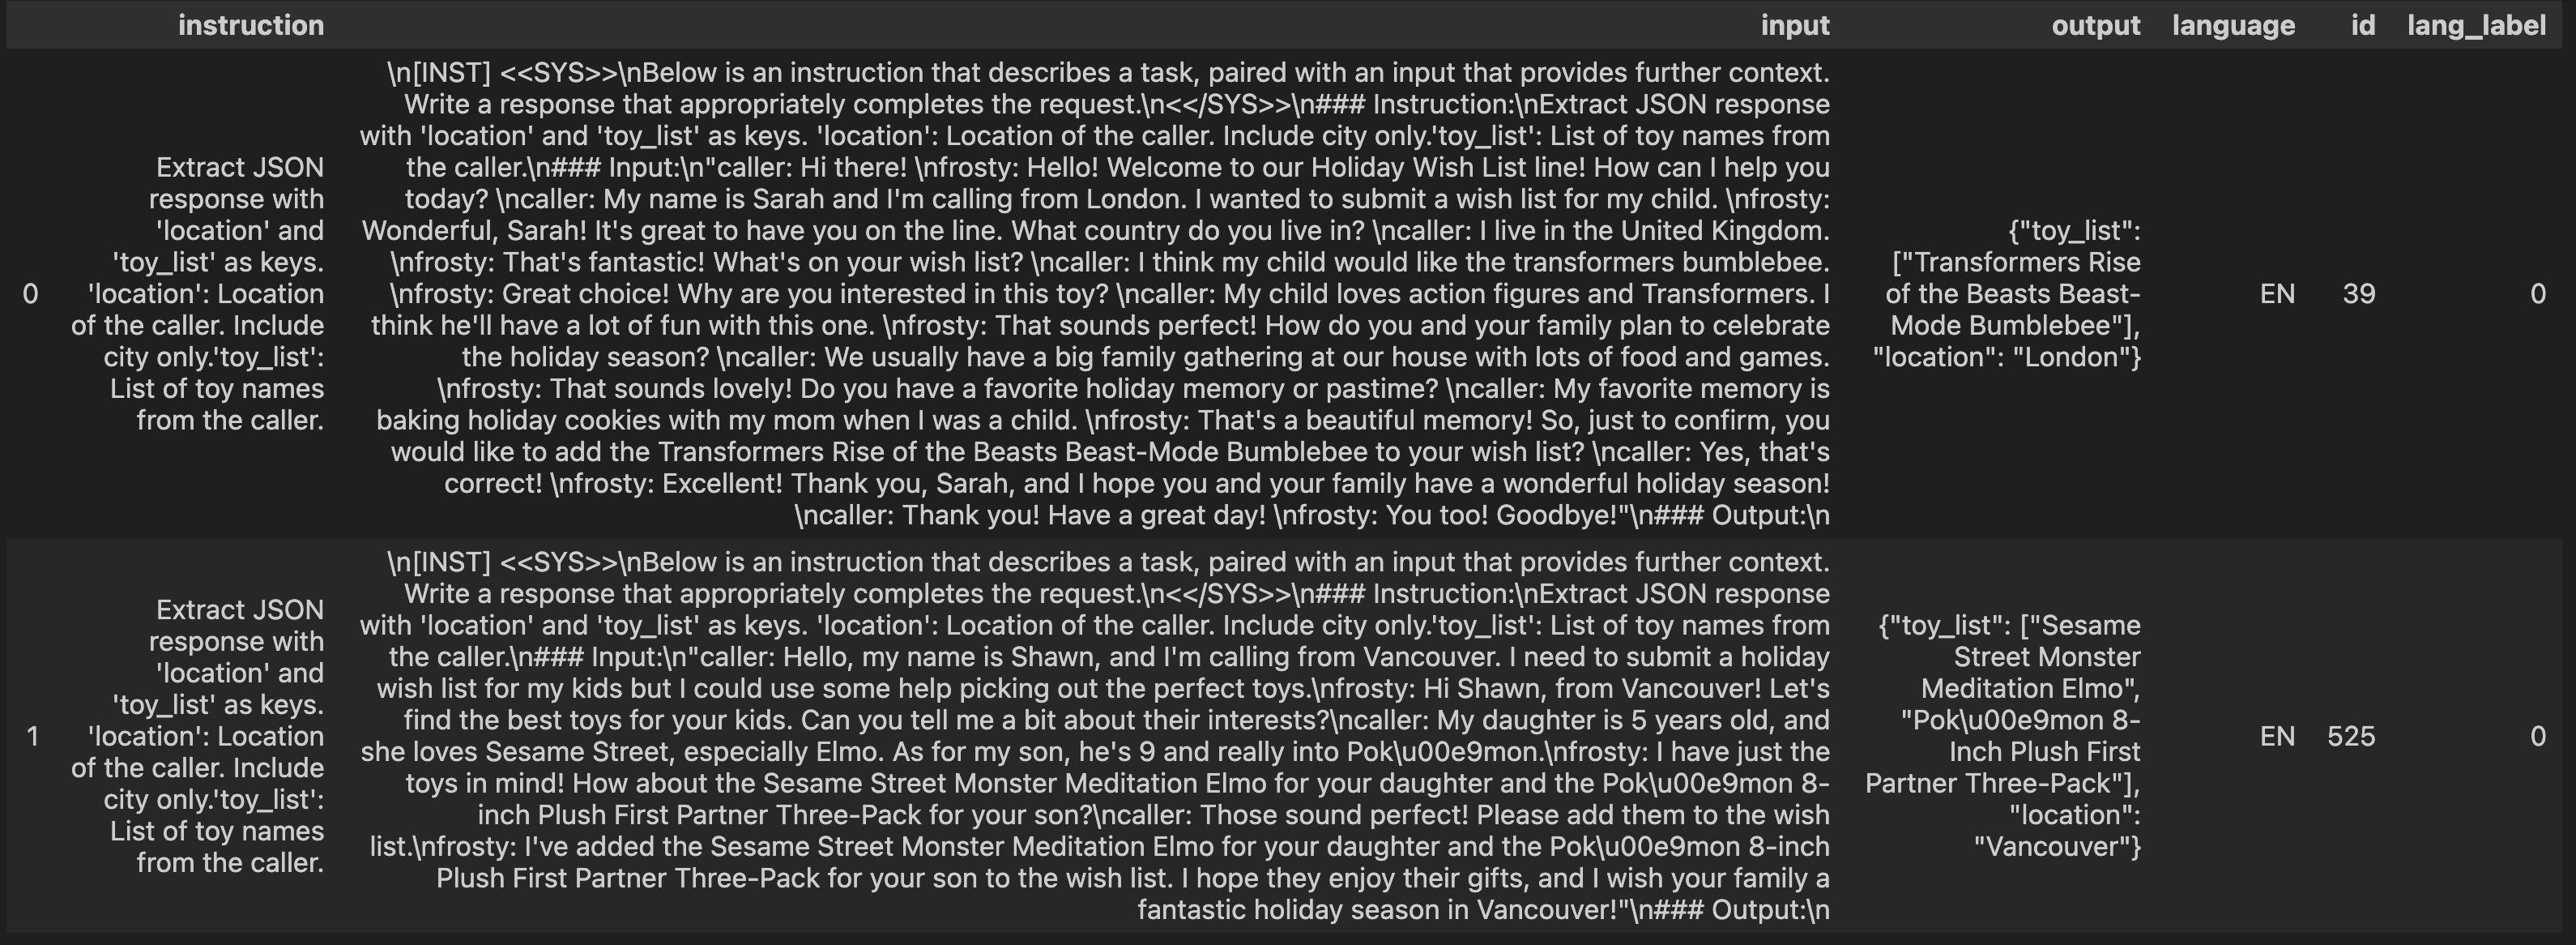 instruction input output language id lang_label
0
Extract JSON
response with
'location' and
'toy_list' as keys.
'location': Location
of the caller. Include
city only.'toy_list':
List of toy names
from the caller.
\n[INST] <<SYS>>\nBelow is an instruction that describes a task, paired with an input that provides further context.
Write a response that appropriately completes the request.\n<</SYS>>\n### Instruction:\nExtract JSON response
with 'location' and 'toy_list' as keys. 'location': Location of the caller. Include city only.'toy_list': List of toy names from
the caller.\n### Input:\n"caller: Hi there! \nfrosty: Hello! Welcome to our Holiday Wish List line! How can I help you
today? \ncaller: My name is Sarah and I'm calling from London. I wanted to submit a wish list for my child. \nfrosty:
Wonderful, Sarah! It's great to have you on the line. What country do you live in? \ncaller: I live in the United Kingdom.
\nfrosty: That's fantastic! What's on your wish list? \ncaller: I think my child would like the transformers bumblebee.
\nfrosty: Great choice! Why are you interested in this toy? \ncaller: My child loves action figures and Transformers. I
think he'll have a lot of fun with this one. \nfrosty: That sounds perfect! How do you and your family plan to celebrate
the holiday season? \ncaller: We usually have a big family gathering at our house with lots of food and games.
\nfrosty: That sounds lovely! Do you have a favorite holiday memory or pastime? \ncaller: My favorite memory is
baking holiday cookies with my mom when I was a child. \nfrosty: That's a beautiful memory! So, just to confirm, you
would like to add the Transformers Rise of the Beasts Beast-Mode Bumblebee to your wish list? \ncaller: Yes, that's
correct! \nfrosty: Excellent! Thank you, Sarah, and I hope you and your family have a wonderful holiday season!
\ncaller: Thank you! Have a great day! \nfrosty: You too! Goodbye!"\n### Output:\n
{"toy_list":
["Transformers Rise
of the Beasts Beast-
Mode Bumblebee"],
"location": "London"}
EN
39
0
1
Extract JSON
response with
'location' and
'toy_list' as keys.
'location': Location
of the caller. Include
city only.'toy_list':
List of toy names
from the caller.
\n[INST] <<SYS>>\nBelow is an instruction that describes a task, paired with an input that provides further context.
Write a response that appropriately completes the request.\n<</SYS>>\n### Instruction:\nExtract JSON response
with 'location' and 'toy_list' as keys. 'location': Location of the caller. Include city only.'toy_list': List of toy names from
the caller.\n### Input:\n"caller: Hello, my name is Shawn, and I'm calling from Vancouver. I need to submit a holiday
wish list for my kids but I could use some help picking out the perfect toys.\nfrosty: Hi Shawn, from Vancouver! Let's
find the best toys for your kids. Can you tell me a bit about their interests?\ncaller: My daughter is 5 years old, and
she loves Sesame Street, especially Elmo. As for my son, he's 9 and really into Pok\u00e9mon.\nfrosty: I have just the
toys in mind! How about the Sesame Street Monster Meditation Elmo for your daughter and the Pok\u00e9mon 8-
inch Plush First Partner Three-Pack for your son?\ncaller: Those sound perfect! Please add them to the wish
list.\nfrosty: I've added the Sesame Street Monster Meditation Elmo for your daughter and the Pok\u00e9mon 8-inch
Plush First Partner Three-Pack for your son to the wish list. I hope they enjoy their gifts, and I wish your family a
fantastic holiday season in Vancouver!"\n### Output:\n
{"toy_list": ["Sesame
Street Monster
Meditation Elmo",
"Pok\u00e9mon 8-
Inch Plush First
Partner Three-Pack"],
"location":
"Vancouver"}
EN
525
0